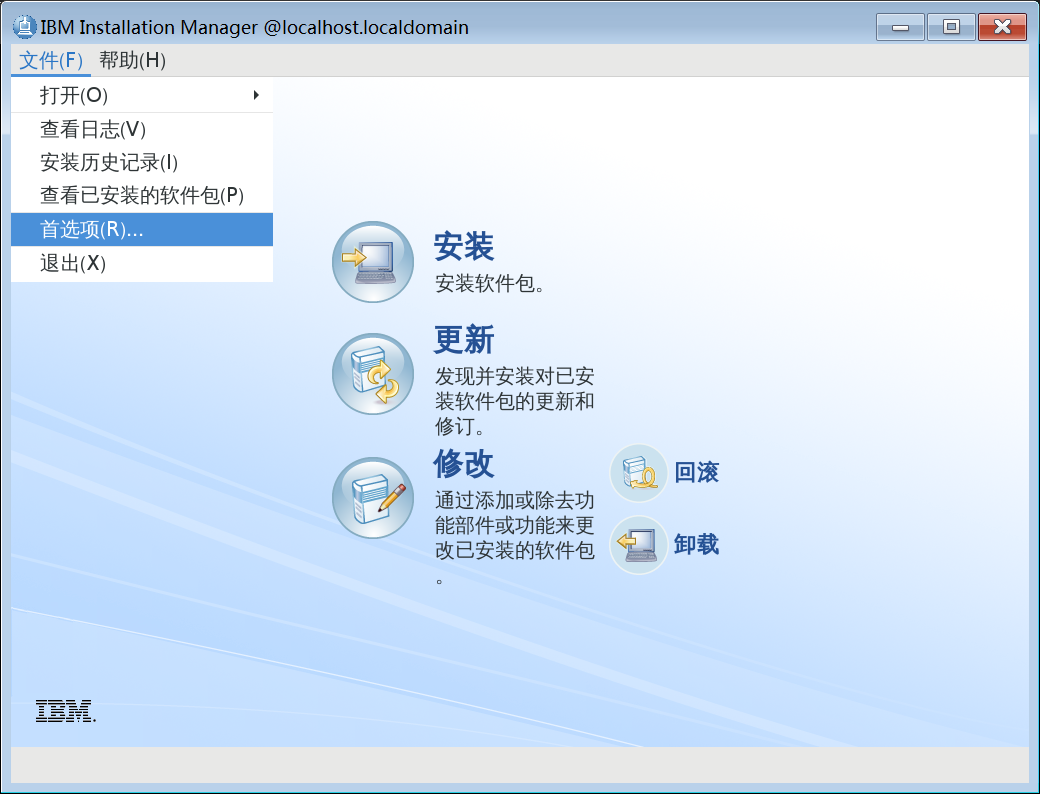 IBM Installation Manager @localhost.localdomain
文件(F) 帮助(H)
打开(O)
查看日志(V)
安装历史记录(I)
查看已安装的软件包(P)
首选项(R)...
退出(X)
安装
安装软件包。
更新
发现并安装对已安
装软件包的更新和
修订。
修改
通过添加或除去功
能部件或功能来更
改已安装的软件包
。
回滚
卸载
IBM.